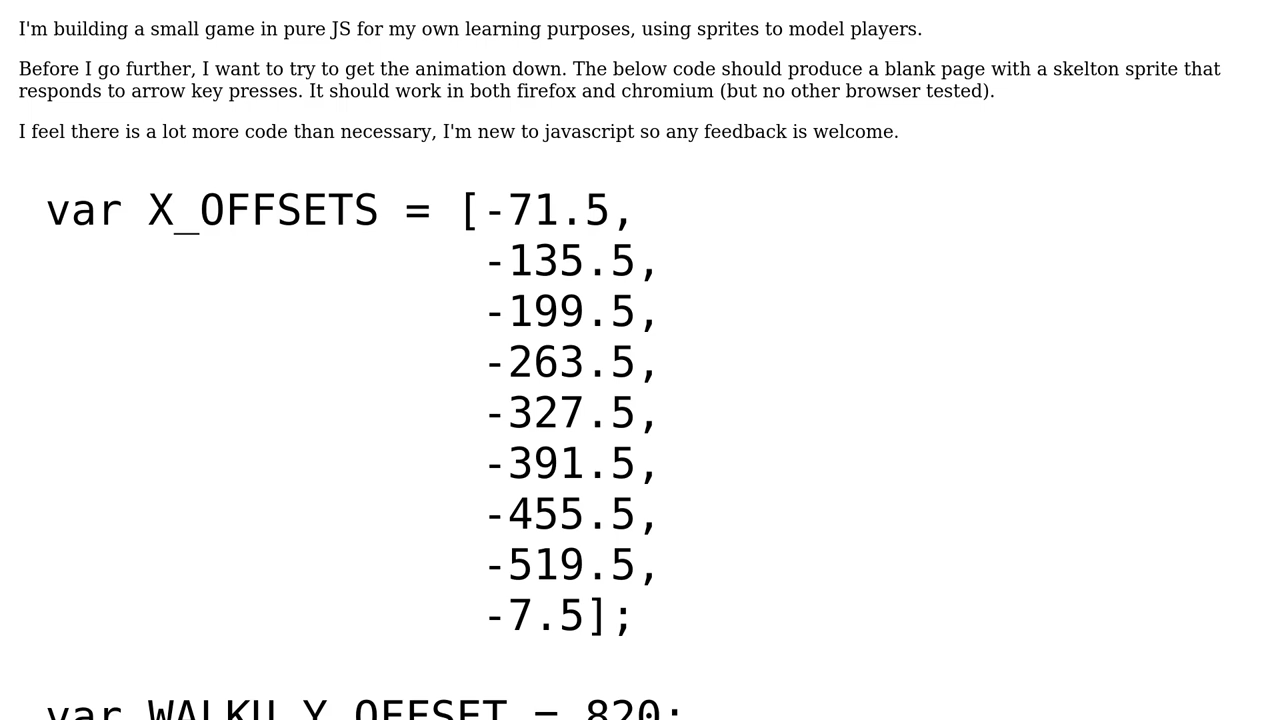 I'm building a small game in pure JS for my own learning purposes, using sprites to model players.
Before I go further, I want to try to get the animation down. The below code should produce a blank page with a skelton sprite that
responds to arrow key presses. It should work in both firefox and chromium (but no other browser tested).
I feel there is a lot more code than necessary, I'm new to javascript so any feedback is welcome.
var X_OFFSETS = [-71.5,
-135.5,
-199.5,
-263.5,
-327.5,
-391.5,
-455.5,
-519.5,
-7.5];
var WALKU_Y_OFFSET = 820;